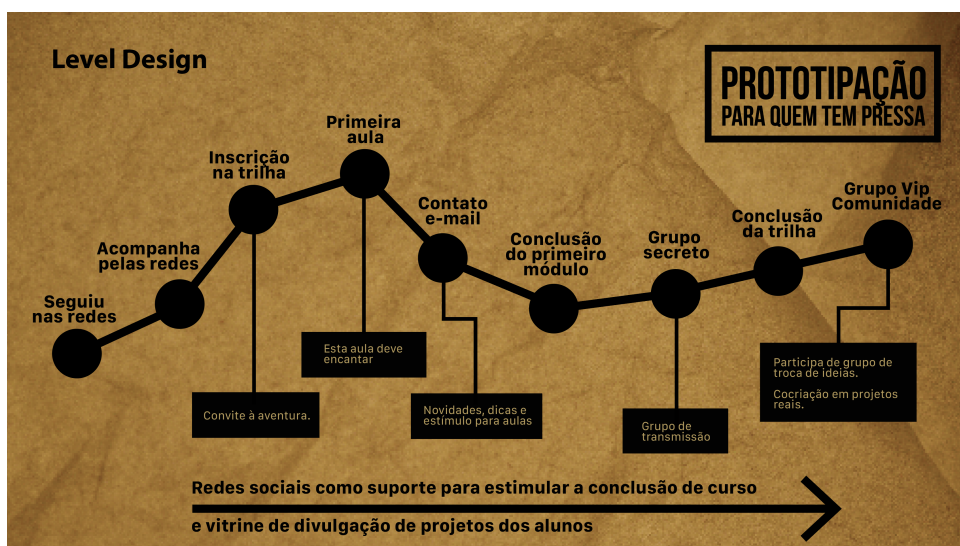 Level Design
PROTOTIPAÇÃO
PARA QUEM TEM PRESSA
Seguiu
nas redes
Acompanha
pelas redes
Inscrição
na trilha
Primeira
aula
Contato
e-mail
Conclusão
do primeiro
módulo
Grupo
secreto
Conclusão
da trilha
Grupo Vip
Comunidade
Convite à aventura.
Esta aula deve
encantar
Novidades, dicas e
estímulo para aulas
Grupo de
transmissão
Participa de grupo de
troca de ideias.
Cocriação em projetos
reais.
Redes sociais como suporte para estimular a conclusão de curso
e vitrine de divulgação de projetos dos alunos